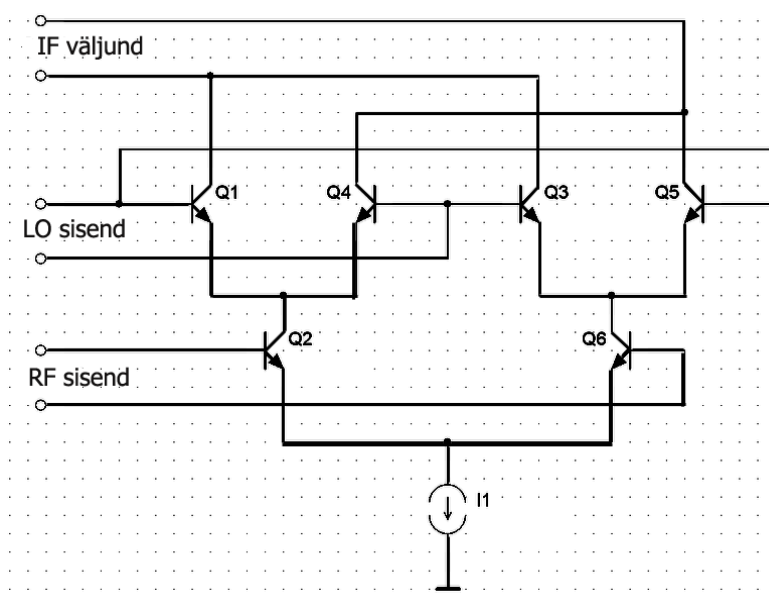 IF väljund
Q1
Q4
Q3
Q5
LO sisend
Q2
Q6
RF sisend
I1